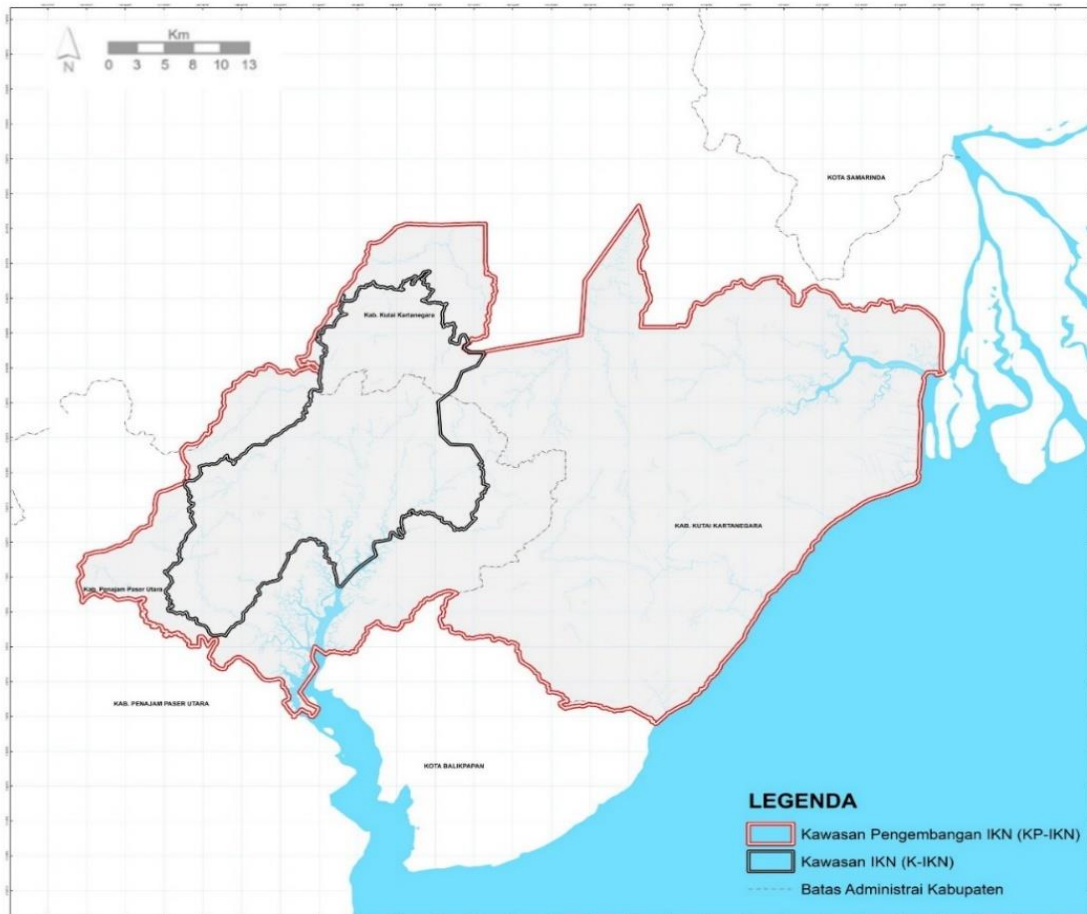 Km
0 3 5 8 10 13
N
KOTA SAMARINDA
Kab. Kutai Kartanegara
KAB. KUTAI KARTANEGARA
Kab. Penajam Paser Utara
KAB. PENAJAM PASER UTARA
KOTA BALIKPAPAN
LEGENDA
Kawasan Pengembangan IKN (KP-IKN)
Kawasan IKN (K-IKN)
Batas Administrai Kabupaten